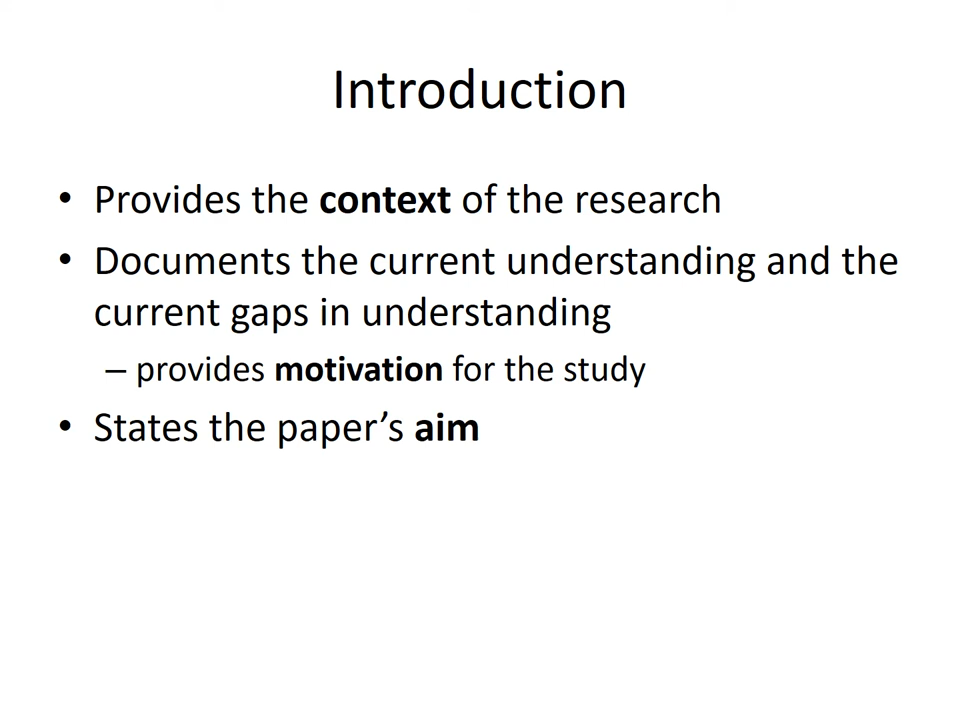 Introduction
• Provides the context of the research
• Documents the current understanding and the
current gaps in understanding
– provides motivation for the study
• States the paper’s aim